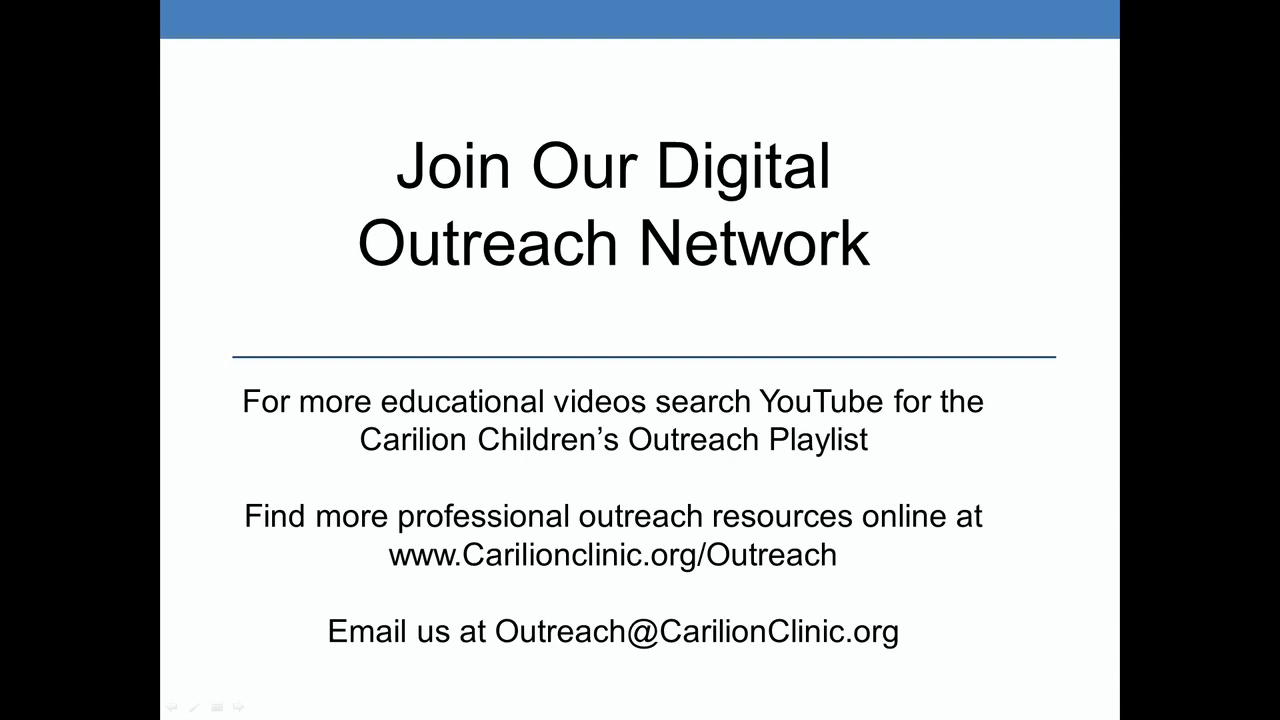 Join Our Digital
Outreach Network
For more educational videos search YouTube for the
Carilion Children’s Outreach Playlist
Find more professional outreach resources online at
www.Carilionclinic.org/Outreach
Email us at Outreach@CarilionClinic.org